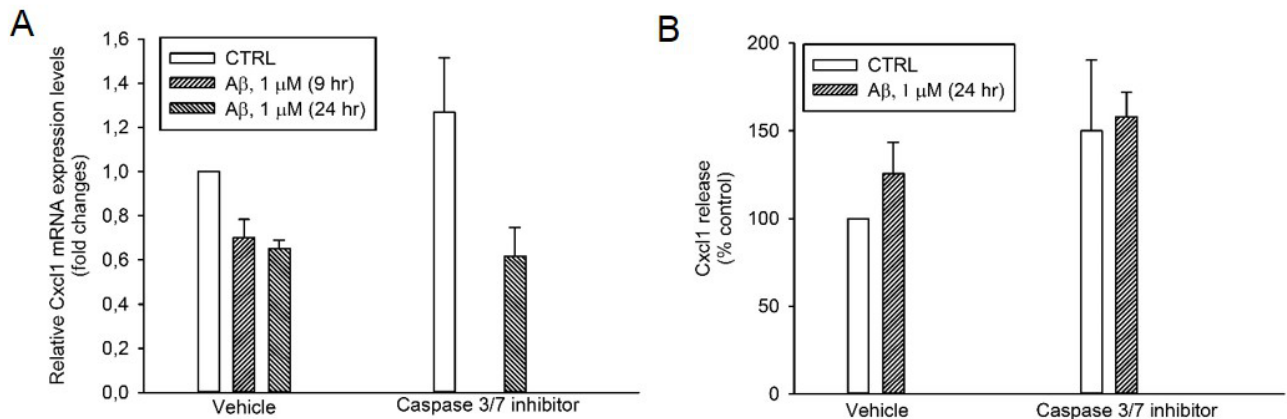 A
Relative Cxcl1 mRNA expression levels
(fold changes)
1,6
1,4
1,2
1,0
0,8
0,6
0,4
0,2
0,0
CTRL
Aβ, 1 μM (9 hr)
Aβ, 1 μM (24 hr)
Vehicle
Caspase 3/7 inhibitor
B
Cxcl1 release
(% control)
200
150
100
50
0
CTRL
Aβ, 1 μM (24 hr)
Vehicle
Caspase 3/7 inhibitor